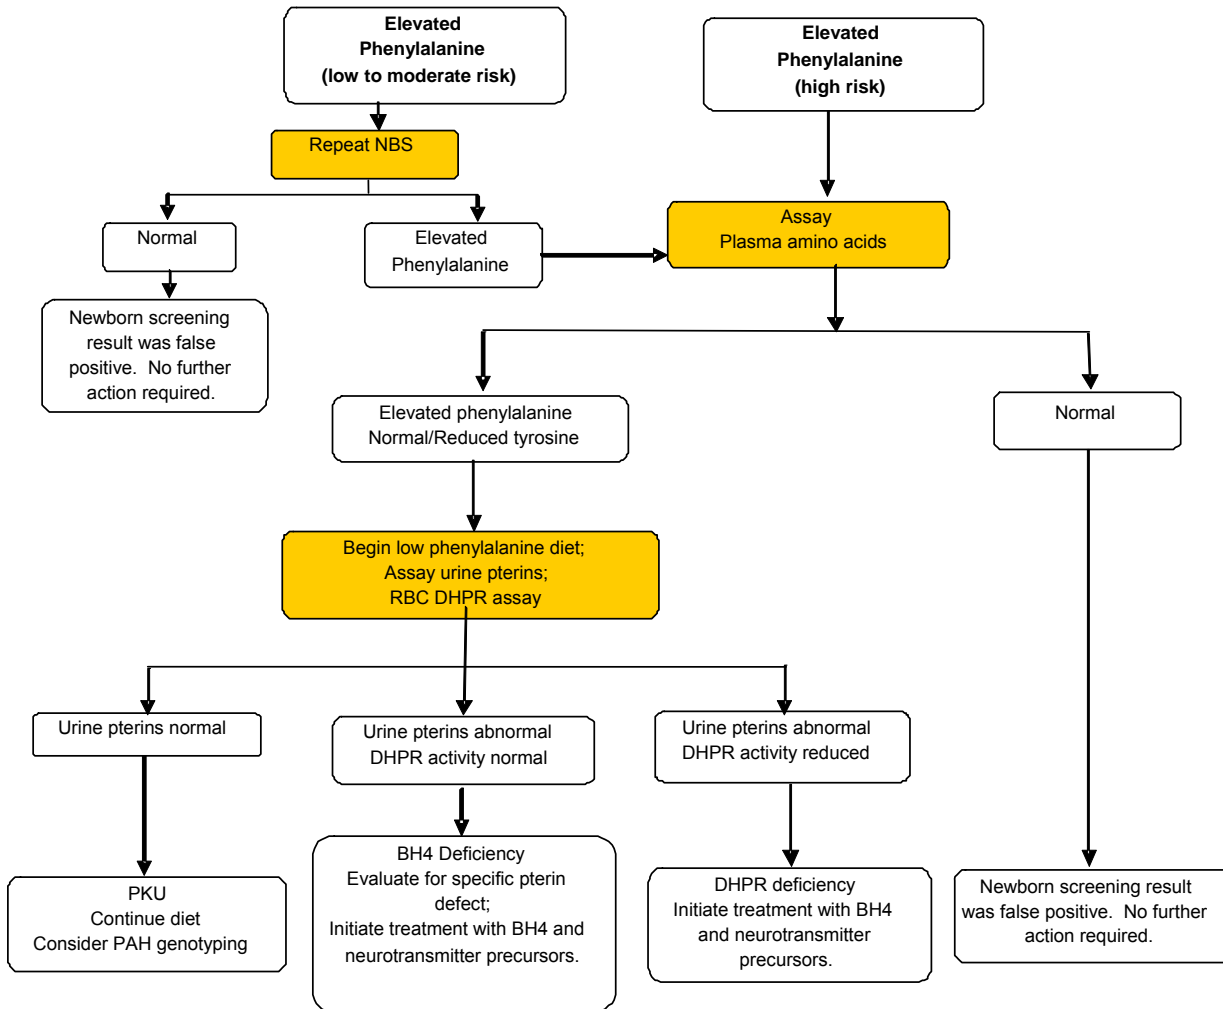 Elevated
Phenylalanine
(low to moderate risk)
Elevated
Phenylalanine
(high risk)
Repeat NBS
Normal
Elevated
Phenylalanine
Assay
Plasma amino acids
Newborn screening
result was false
positive.  No further
action required.
Elevated phenylalanine
Normal/Reduced tyrosine
Normal
Begin low phenylalanine diet;
Assay urine pterins;
RBC DHPR assay
Urine pterins normal
Urine pterins abnormal
DHPR activity normal
Urine pterins abnormal
DHPR activity reduced
PKU
Continue diet
Consider PAH genotyping
BH4 Deficiency
Evaluate for specific pterin
defect;
Initiate treatment with BH4 and
neurotransmitter precursors.
DHPR deficiency
Initiate treatment with BH4
and neurotransmitter
precursors.
Newborn screening result
was false positive.  No further
action required.